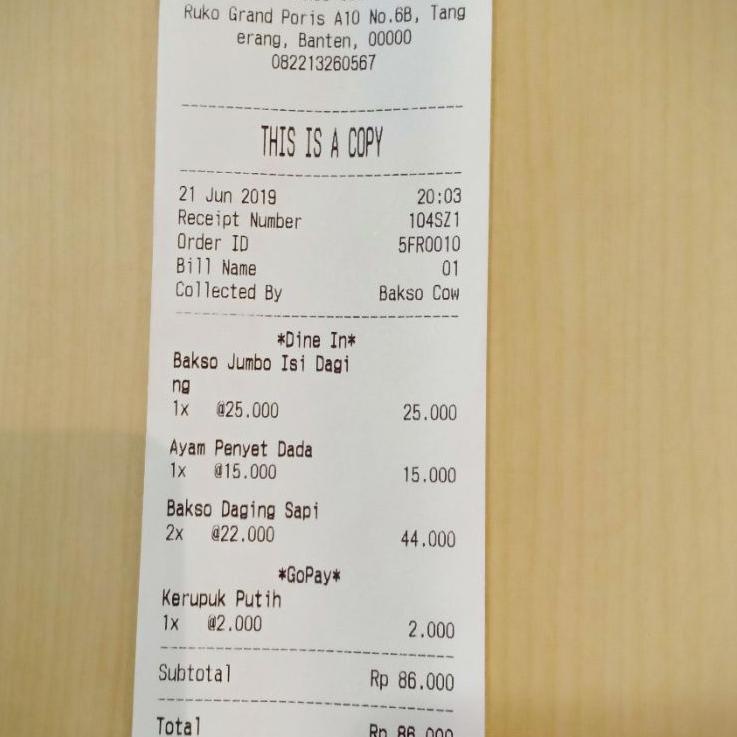 Ruko Grand Poris A10 No.6B, Tang
erang, Banten, 00000
082213260567
THIS IS A COPY
21 Jun 2019 20:03
Receipt Number 104SZ1
Order ID 5FR0010
Bill Name 01
Collected By Bakso Cow
*Dine In*
Bakso Jumbo Isi Dagi
ng
1x @25.000 25.000
Ayam Penyet Dada
1x @15.000 15.000
Bakso Daging Sapi
2x @22.000 44.000
*GoPay*
Kerupuk Putih
1x @2.000 2.000
Subtotal Rp 86.000
Total Rp 86.000